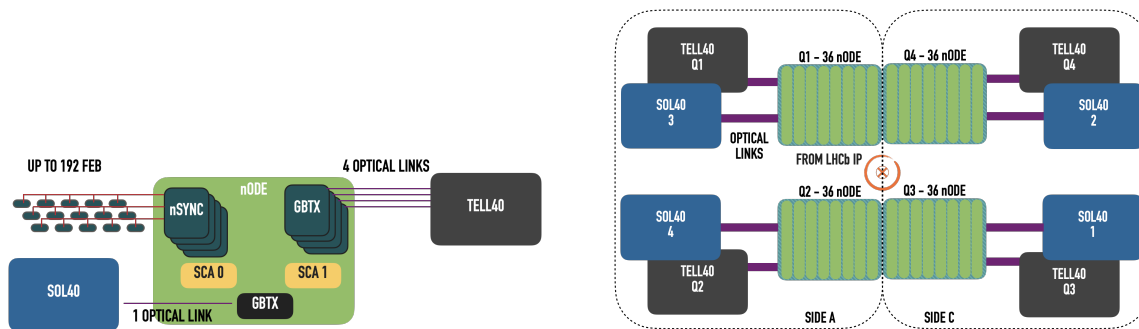 UP TO 192 FEB
nODE
4 OPTICAL LINKS
nSYNC
GBTX
TELL40
SCA 0
SCA 1
SOL40
GBTX
1 OPTICAL LINK
TELL40
Q1
Q1 - 36 nODE
Q4 - 36 nODE
TELL40
Q4
SOL40
3
SOL40
2
OPTICAL
LINKS
FROM LHCb IP
Q2 - 36 nODE
Q3 - 36 nODE
SOL40
4
SOL40
1
TELL40
Q2
TELL40
Q3
SIDE A
SIDE C